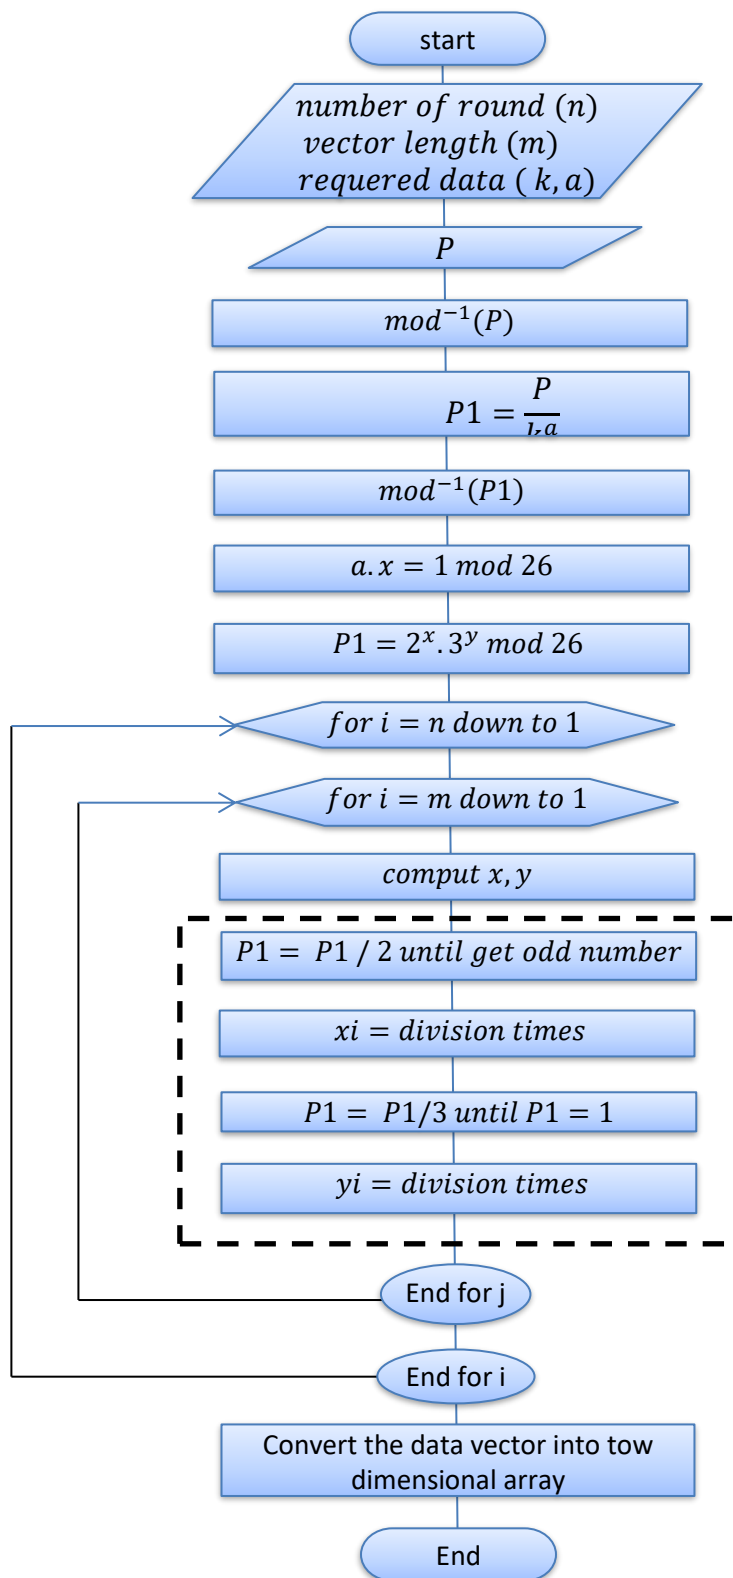 start
number of round (n)
vector length (m)
requered data ( k, a)
P
mod⁻¹(P)
P1 = P/kᵃ
mod⁻¹(P1)
a. x = 1 mod 26
P1 = 2ˣ. 3ʸ mod 26
for i = n down to 1
for i = m down to 1
comput x, y
P1 = P1 / 2 until get odd number
xi = division times
P1 = P1/3 until P1 = 1
yi = division times
End for j
End for i
Convert the data vector into tow
dimensional array
End